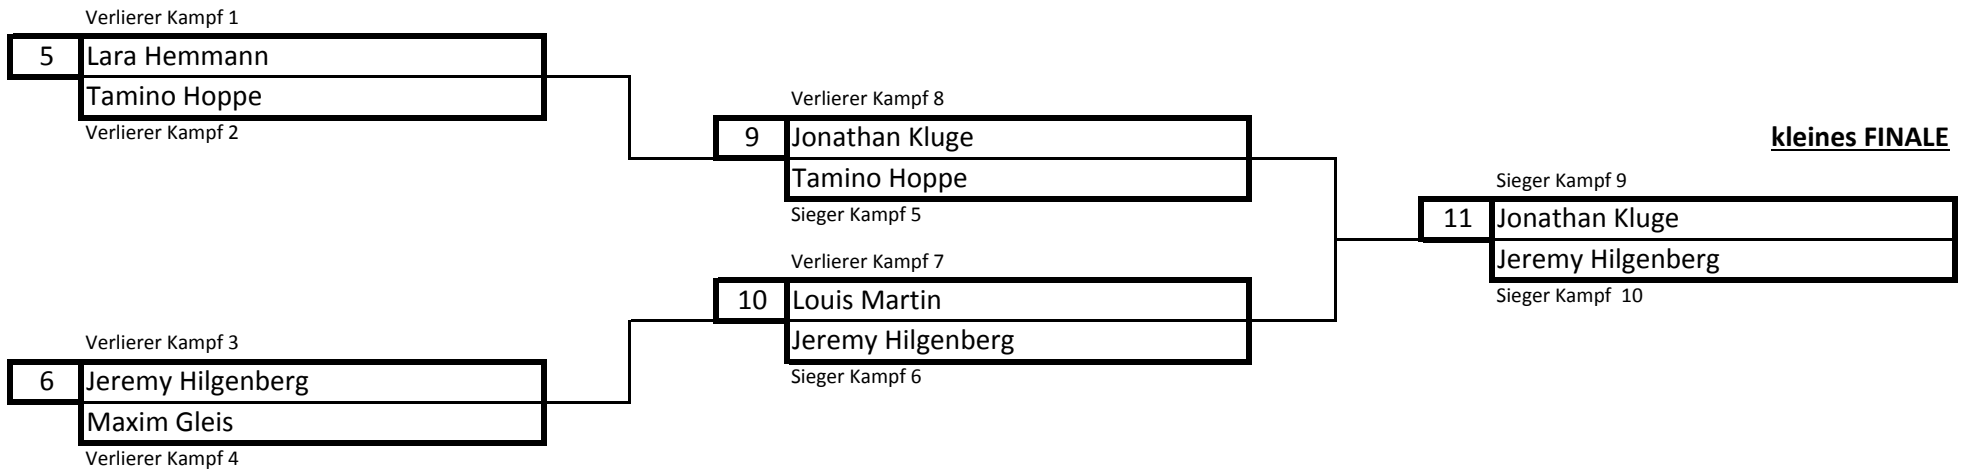 Verlierer Kampf 1
5 Lara Hemmann
Tamino Hoppe
Verlierer Kampf 2
Verlierer Kampf 3
6 Jeremy Hilgenberg
Maxim Gleis
Verlierer Kampf 4
Verlierer Kampf 8
9 Jonathan Kluge
Tamino Hoppe
Sieger Kampf 5
Verlierer Kampf 7
10 Louis Martin
Jeremy Hilgenberg
Sieger Kampf 6
kleines FINALE
Sieger Kampf 9
11 Jonathan Kluge
Jeremy Hilgenberg
Sieger Kampf  10